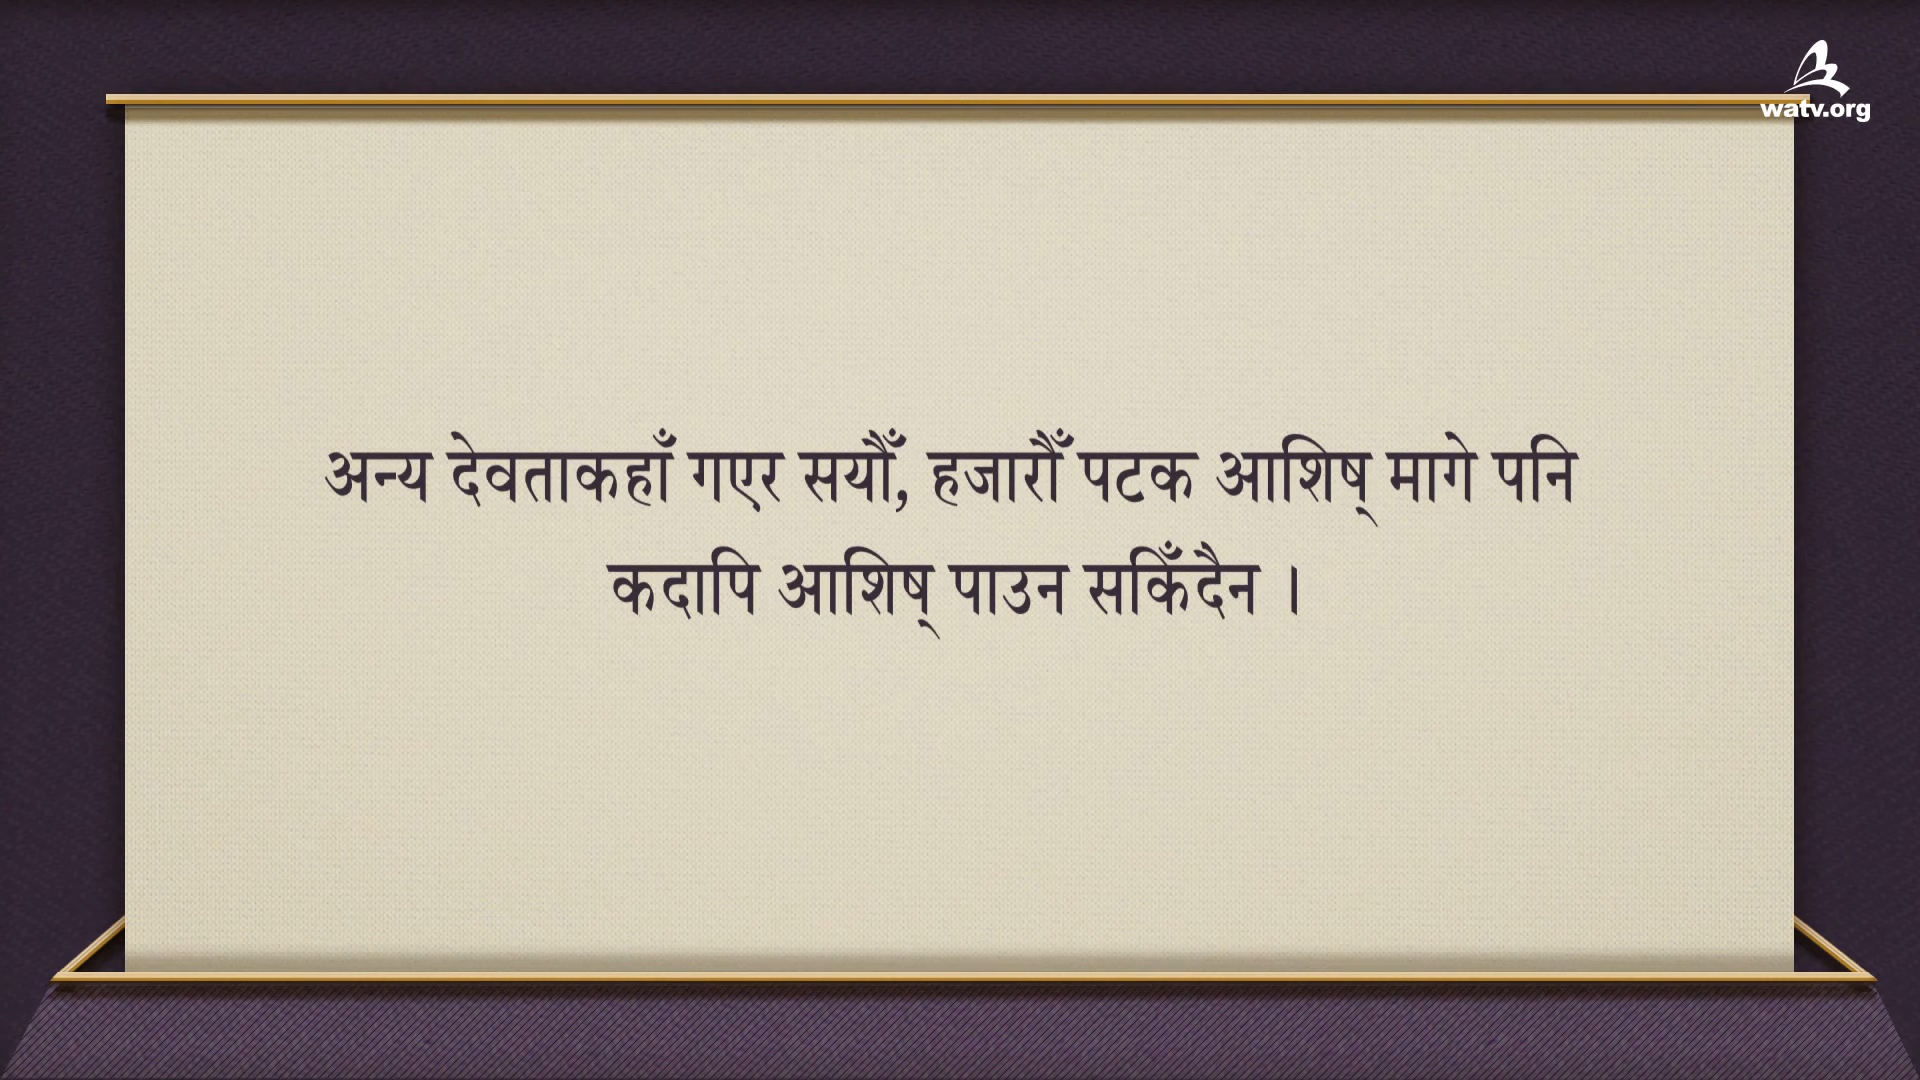 watv.org
अन्य देवताकहाँ गएर सयौँ, हजारौँ पटक आशिष् मागे पनि
कदापि आशिष् पाउन सकिँदैन ।